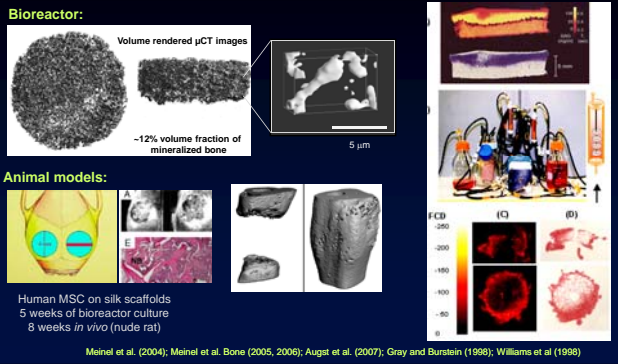 Bioreactor:
Volume rendered µCT images
~12% volume fraction of
mineralized bone
5 µm
Animal models:
A
E
NB
Human MSC on silk scaffolds
5 weeks of bioreactor culture
8 weeks in vivo (nude rat)
5 mm
FCD
(C)
(D)
-250
-200
-150
-100
-50
0
Meinel et al. (2004); Meinel et al. Bone (2005, 2006); Augst et al. (2007); Gray and Burstein (1998); Williams et al (1998)